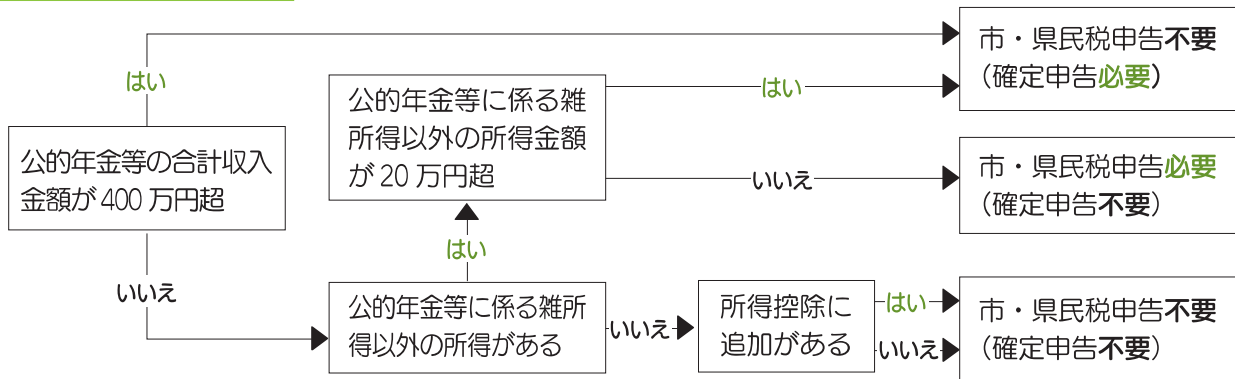 市・県民税申告不要
（確定申告必要）
はい
公的年金等に係る雑
所得以外の所得金額
が20万円超
はい
公的年金等の合計収入
金額が400万円超
いいえ
市・県民税申告必要
（確定申告不要）
はい
いいえ
公的年金等に係る雑所
得以外の所得がある
いいえ
所得控除に
追加がある
はい
いいえ
市・県民税申告不要
（確定申告不要）